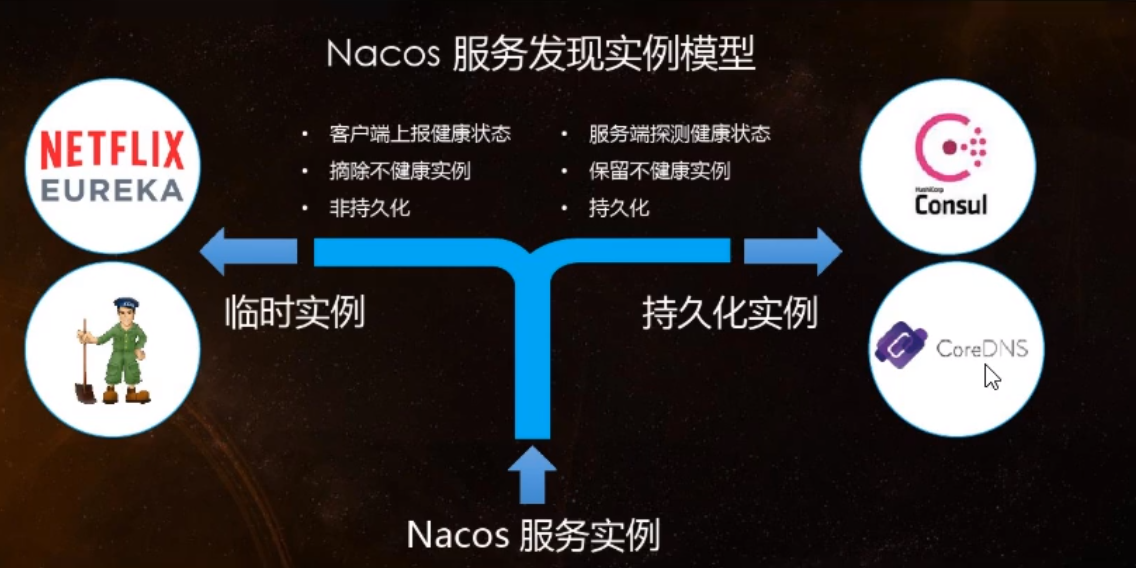 Nacos 服务发现实例模型
NETFLIX
EUREKA
• 客户端上报健康状态
• 摘除不健康实例
• 非持久化
• 服务端探测健康状态
• 保留不健康实例
• 持久化
HashiCorp
Consul
临时实例
持久化实例
CoreDNS
Nacos 服务实例